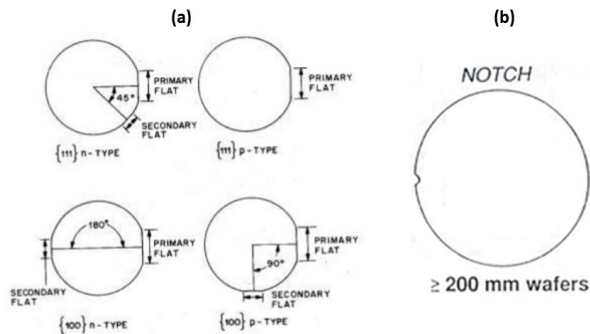 (a)
(b)
PRIMARY
FLAT
45°
SECONDARY
FLAT
{111} n-TYPE
PRIMARY
FLAT
{111} p-TYPE
180°
PRIMARY
FLAT
SECONDARY
FLAT
{100} n-TYPE
PRIMARY
FLAT
90°
SECONDARY
FLAT
{100} p-TYPE
NOTCH
≥ 200 mm wafers